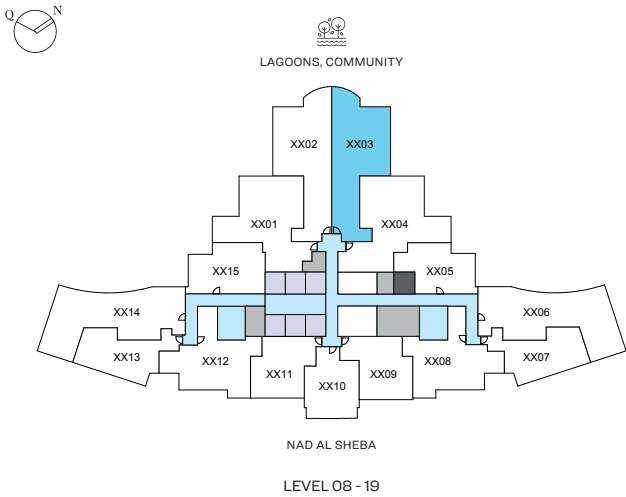 Q N
LAGOONS, COMMUNITY
XX02 XX03
XX01 XX04
XX15 XX05
XX14 XX06
XX13 XX12 XX08 XX07
XX11 XX10 XX09
NAD AL SHEBA
LEVEL 08 - 19